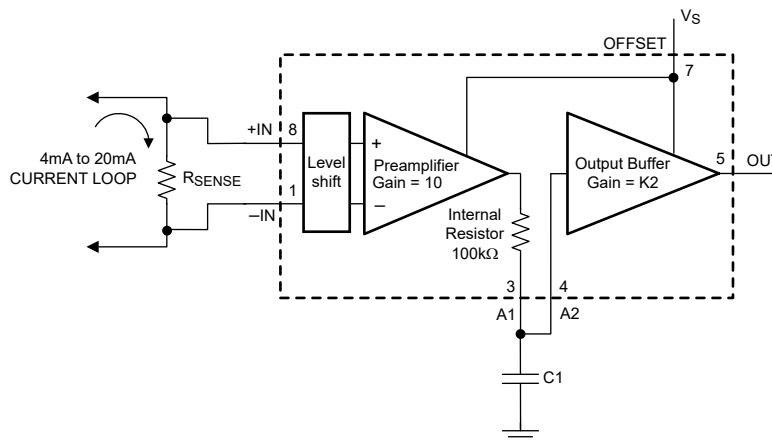 VS
OFFSET
7
+IN
8
4mA to 20mA
CURRENT LOOP
RSENSE
Level
shift
+
Preamplifier
Gain = 10
–
Output Buffer
Gain = K2
5
OUT
1
–IN
Internal
Resistor
100kΩ
3
4
A1
A2
C1